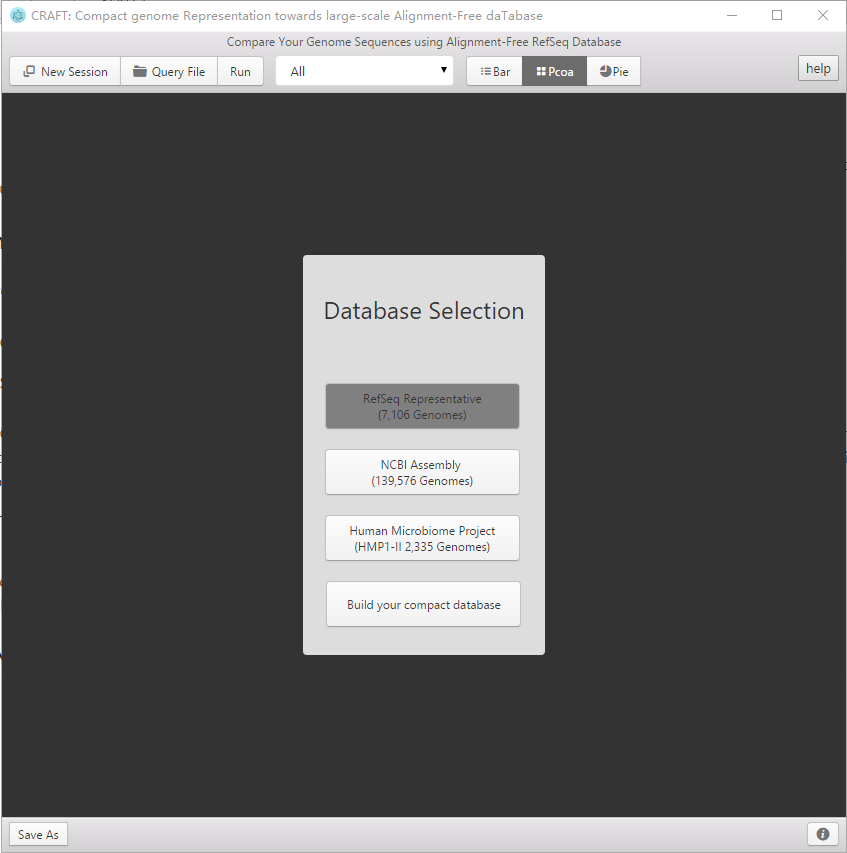 CRAFT: Compact genome Representation towards large-scale Alignment-Free daTabase
Compare Your Genome Sequences using Alignment-Free RefSeq Database
New Session Query File Run All Bar Pcoa Pie help
Database Selection
RefSeq Representative
(7,106 Genomes)
NCBI Assembly
(139,576 Genomes)
Human Microbiome Project
(HMP1-II 2,335 Genomes)
Build your compact database
Save As